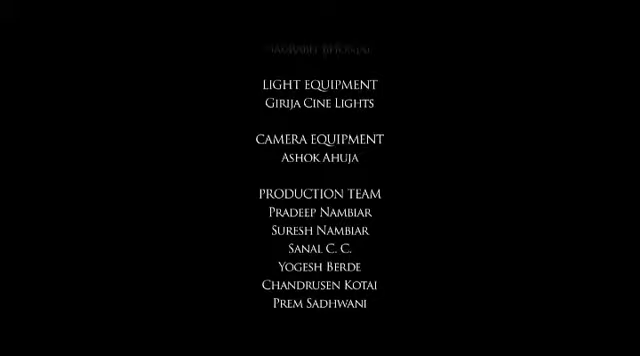 LIGHT EQUIPMENT
GIRIJA CINE LIGHTS
CAMERA EQUIPMENT
ASHOK AHUJA
PRODUCTION TEAM
PRADEEP NAMBIAR
SURESH NAMBIAR
SANAL C. C.
YOGESH BERDE
CHANDRUSEN KOTAI
PREM SADHWANI